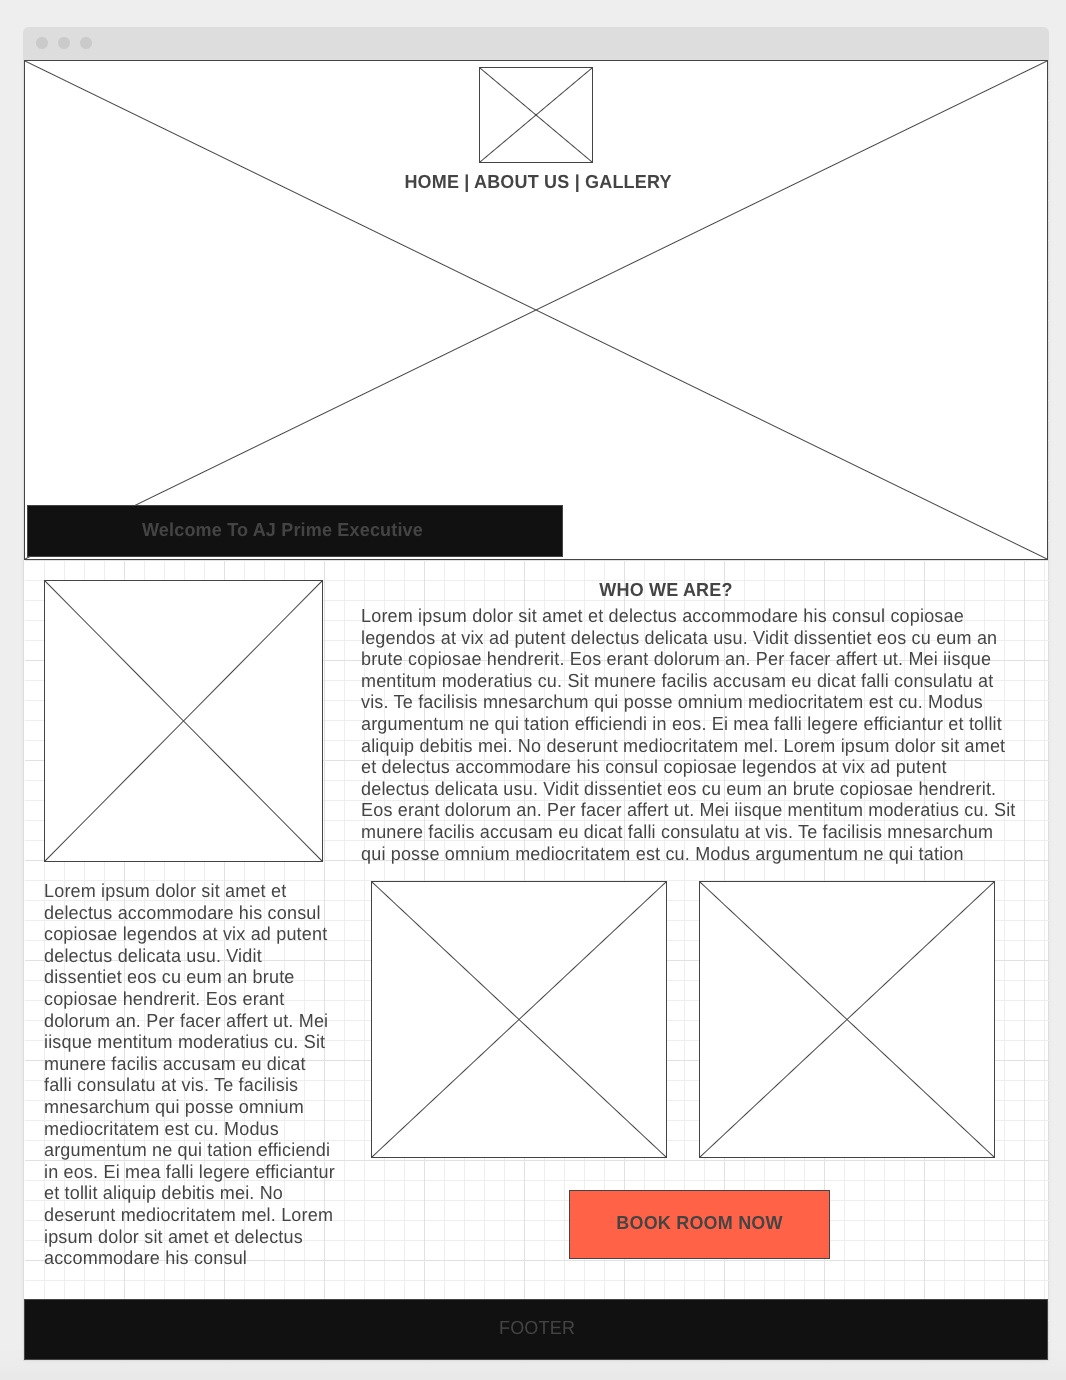 HOME | ABOUT US | GALLERY
Welcome To AJ Prime Executive
WHO WE ARE?
Lorem ipsum dolor sit amet et delectus accommodare his consul copiosae
legendos at vix ad putent delectus delicata usu. Vidit dissentiet eos cu eum an
brute copiosae hendrerit. Eos erant dolorum an. Per facer affert ut. Mei iisque
mentitum moderatius cu. Sit munere facilis accusam eu dicat falli consulatu at
vis. Te facilisis mnesarchum qui posse omnium mediocritatem est cu. Modus
argumentum ne qui tation efficiendi in eos. Ei mea falli legere efficiantur et tollit
aliquip debitis mei. No deserunt mediocritatem mel. Lorem ipsum dolor sit amet
et delectus accommodare his consul copiosae legendos at vix ad putent
delectus delicata usu. Vidit dissentiet eos cu eum an brute copiosae hendrerit.
Eos erant dolorum an. Per facer affert ut. Mei iisque mentitum moderatius cu. Sit
munere facilis accusam eu dicat falli consulatu at vis. Te facilisis mnesarchum
qui posse omnium mediocritatem est cu. Modus argumentum ne qui tation
Lorem ipsum dolor sit amet et
delectus accommodare his consul
copiosae legendos at vix ad putent
delectus delicata usu. Vidit
dissentiet eos cu eum an brute
copiosae hendrerit. Eos erant
dolorum an. Per facer affert ut. Mei
iisque mentitum moderatius cu. Sit
munere facilis accusam eu dicat
falli consulatu at vis. Te facilisis
mnesarchum qui posse omnium
mediocritatem est cu. Modus
argumentum ne qui tation efficiendi
in eos. Ei mea falli legere efficiantur
et tollit aliquip debitis mei. No
deserunt mediocritatem mel. Lorem
ipsum dolor sit amet et delectus
accommodare his consul
BOOK ROOM NOW
FOOTER